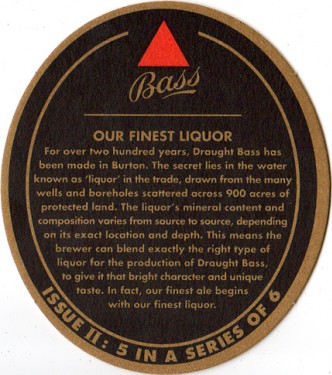 Bass
OUR FINEST LIQUOR
For over two hundred years, Draught Bass has
been made in Burton. The secret lies in the water
known as 'liquor' in the trade, drawn from the many
wells and boreholes scattered across 900 acres of
protected land. The liquor's mineral content and
composition varies from source to source, depending
on its exact location and depth. This means the
brewer can blend exactly the right type of
liquor for the production of Draught Bass,
to give it that bright character and unique
taste. In fact, our finest ale begins
with our finest liquor.
ISSUE II: 5 IN A SERIES OF 6